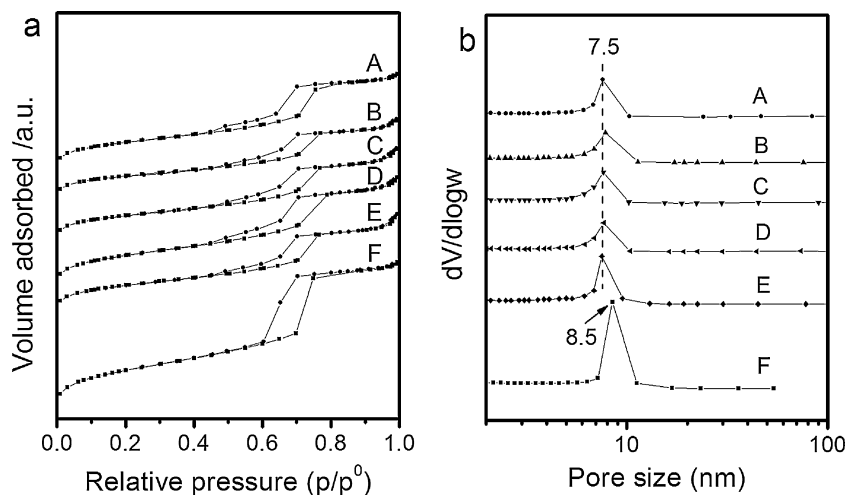 a
Volume adsorbed /a.u.
A
B
C
D
E
F
0.0 0.2 0.4 0.6 0.8 1.0
Relative pressure (p/p⁰)
b
dV/dlogw
7.5
A
B
C
D
E
8.5
F
10 100
Pore size (nm)